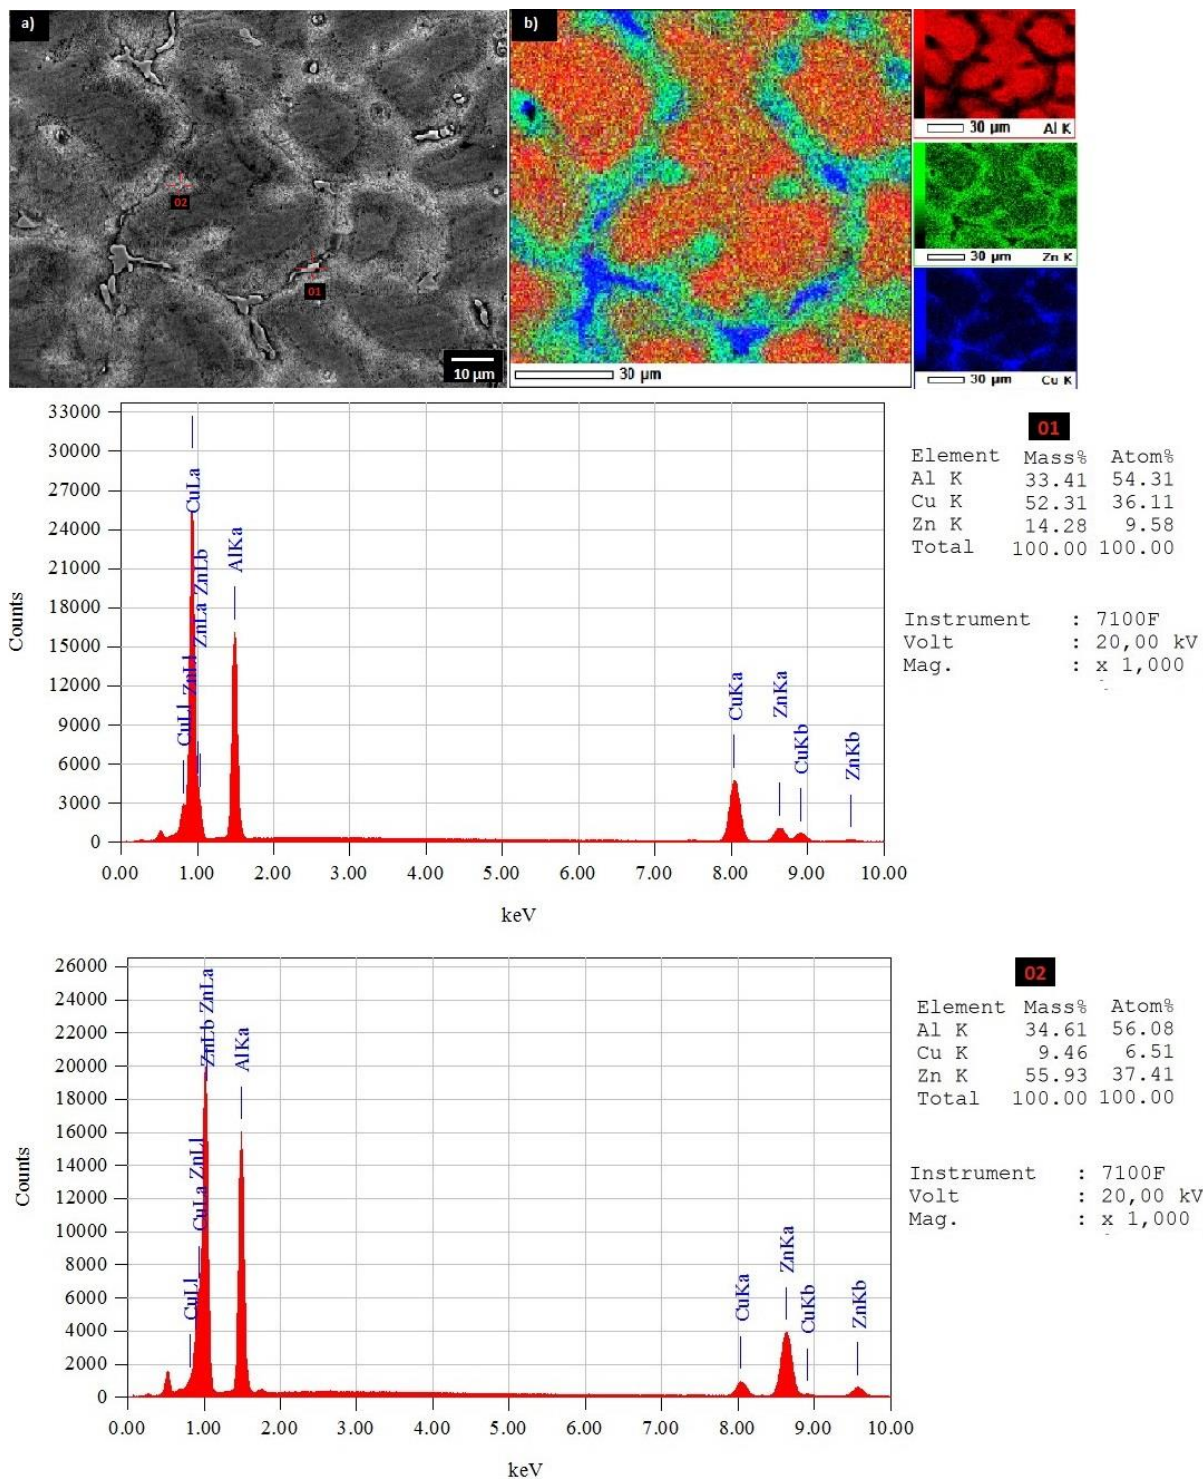 a)
02
01
10 µm
b)
30 µm
30 µm
Al K
30 µm
Zn K
30 µm
Cu K
33000
30000
27000
24000
21000
18000
15000
12000
9000
6000
3000
0
Counts
CuLl
ZnLl
CuLa
ZnLa ZnLb
AlKa
CuKa
ZnKa
CuKb
ZnKb
0.00 1.00 2.00 3.00 4.00 5.00 6.00 7.00 8.00 9.00 10.00
keV
01
Element Mass% Atom%
Al K 33.41 54.31
Cu K 52.31 36.11
Zn K 14.28 9.58
Total 100.00 100.00
Instrument : 7100F
Volt : 20,00 kV
Mag. : x 1,000
26000
24000
22000
20000
18000
16000
14000
12000
10000
8000
6000
4000
2000
0
Counts
CuLl
CuLa ZnLl
ZnLb ZnLa
AlKa
CuKa
ZnKa
CuKb
ZnKb
0.00 1.00 2.00 3.00 4.00 5.00 6.00 7.00 8.00 9.00 10.00
keV
02
Element Mass% Atom%
Al K 34.61 56.08
Cu K 9.46 6.51
Zn K 55.93 37.41
Total 100.00 100.00
Instrument : 7100F
Volt : 20,00 kV
Mag. : x 1,000